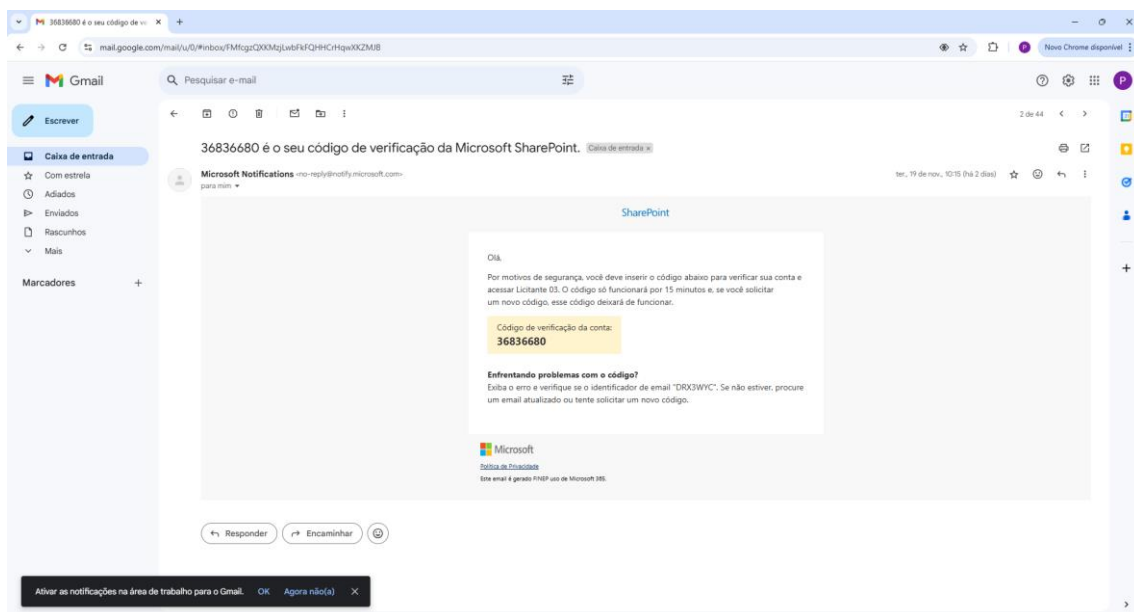 36836680 é o seu código de ve
mail.google.com/mail/u/0/#inbox/FMfcgzQXKMzjLwbFkFQHHCrHqwXKZMJB
P
Novo Chrome disponível
Gmail
Pesquisar e-mail
P
Escrever
2 de 44
Caixa de entrada
Com estrela
Adiados
Enviados
Rascunhos
Mais
Marcadores
36836680 é o seu código de verificação da Microsoft SharePoint. Caixa de entrada x
Microsoft Notifications <no-reply@notify.microsoft.com>
ter., 19 de nov., 10:15 (há 2 dias)
para mim
SharePoint
Olá,
Por motivos de segurança, você deve inserir o código abaixo para verificar sua conta e
acessar Licitante 03. O código só funcionará por 15 minutos e, se você solicitar
um novo código, esse código deixará de funcionar.
Código de verificação da conta:
36836680
Enfrentando problemas com o código?
Exiba o erro e verifique se o identificador de email "DRX3WYC". Se não estiver, procure
um email atualizado ou tente solicitar um novo código.
Microsoft
Política de Privacidade
Este email é gerado FINEP uso de Microsoft 365.
Responder
Encaminhar
Ativar as notificações na área de trabalho para o Gmail. OK Agora não(a)